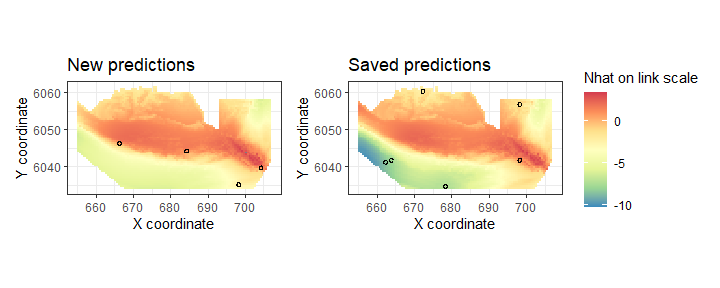 New predictions
Saved predictions
Nhat on link scale
Y coordinate
6060
6050
6040
660 670 680 690 700
X coordinate
Y coordinate
6060
6050
6040
660 670 680 690 700
X coordinate
0
-5
-10